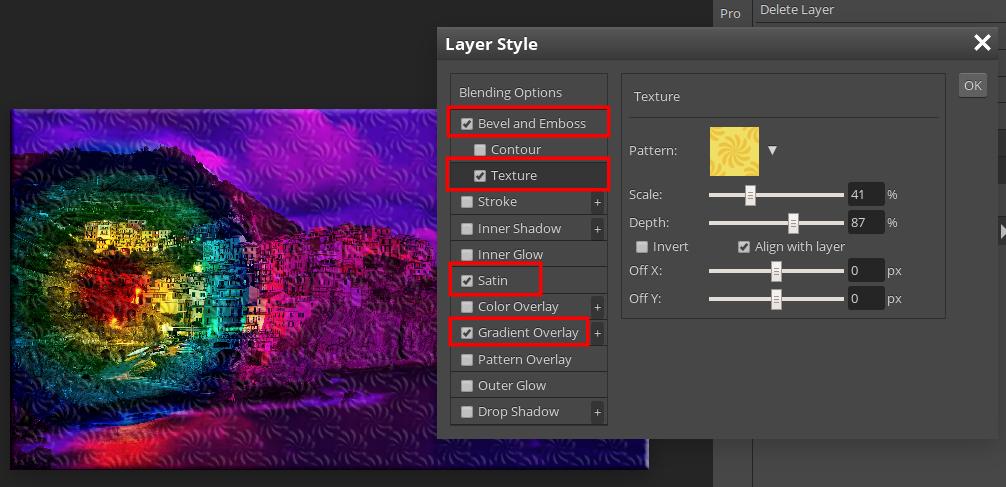 Pro
Delete Layer
Layer Style
Blending Options
Bevel and Emboss
Contour
Texture
Stroke +
Inner Shadow +
Inner Glow
Satin
Color Overlay +
Gradient Overlay +
Pattern Overlay
Outer Glow
Drop Shadow +
Texture
Pattern:
Scale: 41 %
Depth: 87 %
Invert Align with layer
Off X: 0 px
Off Y: 0 px
OK